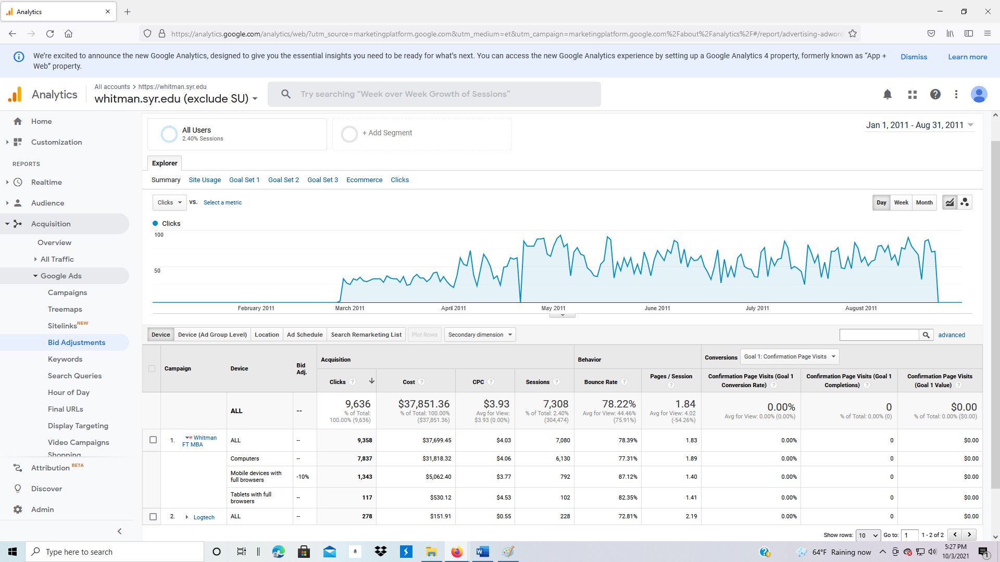 Analytics
https://analytics.google.com/analytics/web/?utm_source=marketingplatform.google.com&utm_medium=et&utm_campaign=marketingplatform.google.com%2Fabout%2Fanalytics%2F#/report/advertising-adword
We're excited to announce the new Google Analytics, designed to give you the essential insights you need to be ready for what's next. You can access the new Google Analytics experience by setting up a Google Analytics 4 property, formerly known as "App +
Web" property.
Dismiss
Learn more
Analytics
All accounts > https://whitman.syr.edu
whitman.syr.edu (exclude SU)
Try searching "Week over Week Growth of Sessions"
Home
Customization
REPORTS
Realtime
Audience
Acquisition
Overview
All Traffic
Google Ads
Campaigns
Treemaps
Sitelinks NEW
Bid Adjustments
Keywords
Search Queries
Hour of Day
Final URLs
Display Targeting
Video Campaigns
Shopping
Attribution BETA
Discover
Admin
All Users
2.40% Sessions
+ Add Segment
Jan 1, 2011 - Aug 31, 2011
Explorer
Summary Site Usage Goal Set 1 Goal Set 2 Goal Set 3 Ecommerce Clicks
Clicks VS. Select a metric
Day Week Month
Clicks
100
50
February 2011 March 2011 April 2011 May 2011 June 2011 July 2011 August 2011
Device Device (Ad Group Level) Location Ad Schedule Search Remarketing List Plot Rows Secondary dimension
advanced
Campaign Device Bid
Adj.
Acquisition Behavior Conversions Goal 1: Confirmation Page Visits
Clicks ? Cost ? CPC ? Sessions ? Bounce Rate ? Pages / Session
? Confirmation Page Visits (Goal 1
Conversion Rate) ? Confirmation Page Visits (Goal 1
Completions) ? Confirmation Page Visits
(Goal 1 Value) ?
ALL -- 9,636 $37,851.36 $3.93 7,308 78.22% 1.84 0.00% 0 $0.00
% of Total: % of Total: 100.00% Avg for View: % of Total: 2.40% Avg for View: 44.46% Avg for View: 4.02 Avg for View: 0.00% (0.00%) % of Total: 0.00% (0) % of Total: 0.00% ($0.00)
100.00% (9,636) ($37,851.36) $3.93 (0.00%) (304,474) (75.91%) (-54.26%)
1. Whitman
FT MBA ALL -- 9,358 $37,699.45 $4.03 7,080 78.39% 1.83 0.00% 0 $0.00
Computers -- 7,837 $31,818.32 $4.06 6,130 77.31% 1.89 0.00% 0 $0.00
Mobile devices with
full browsers -10% 1,343 $5,062.40 $3.77 792 87.12% 1.40 0.00% 0 $0.00
Tablets with full
browsers -- 117 $530.12 $4.53 102 82.35% 1.41 0.00% 0 $0.00
2. Logtech ALL -- 278 $151.91 $0.55 228 72.81% 2.19 0.00% 0 $0.00
Show rows: 10 Go to: 1 1 - 2 of 2
Type here to search
a
W
64°F Raining now
5:27 PM
10/3/2021
1